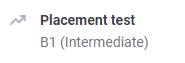 Placement test
B1 (Intermediate)